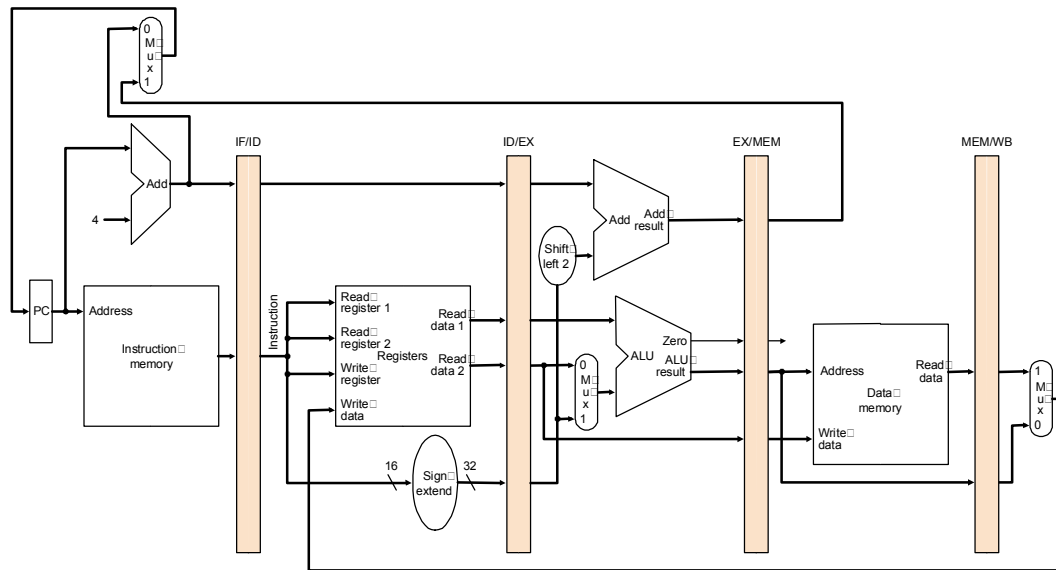 0
M
u
x
1
IF/ID
ID/EX
EX/MEM
MEM/WB
Add
4
Add
Add
result
Shift
left 2
PC
Address
Instruction
memory
Instruction
Read
register 1
Read
register 2
Write
register
Write
data
Registers
Read
data 1
Read
data 2
16
Sign
extend
32
0
M
u
x
1
ALU
Zero
ALU
result
Address
Write
data
Data
memory
Read
data
1
M
u
x
0